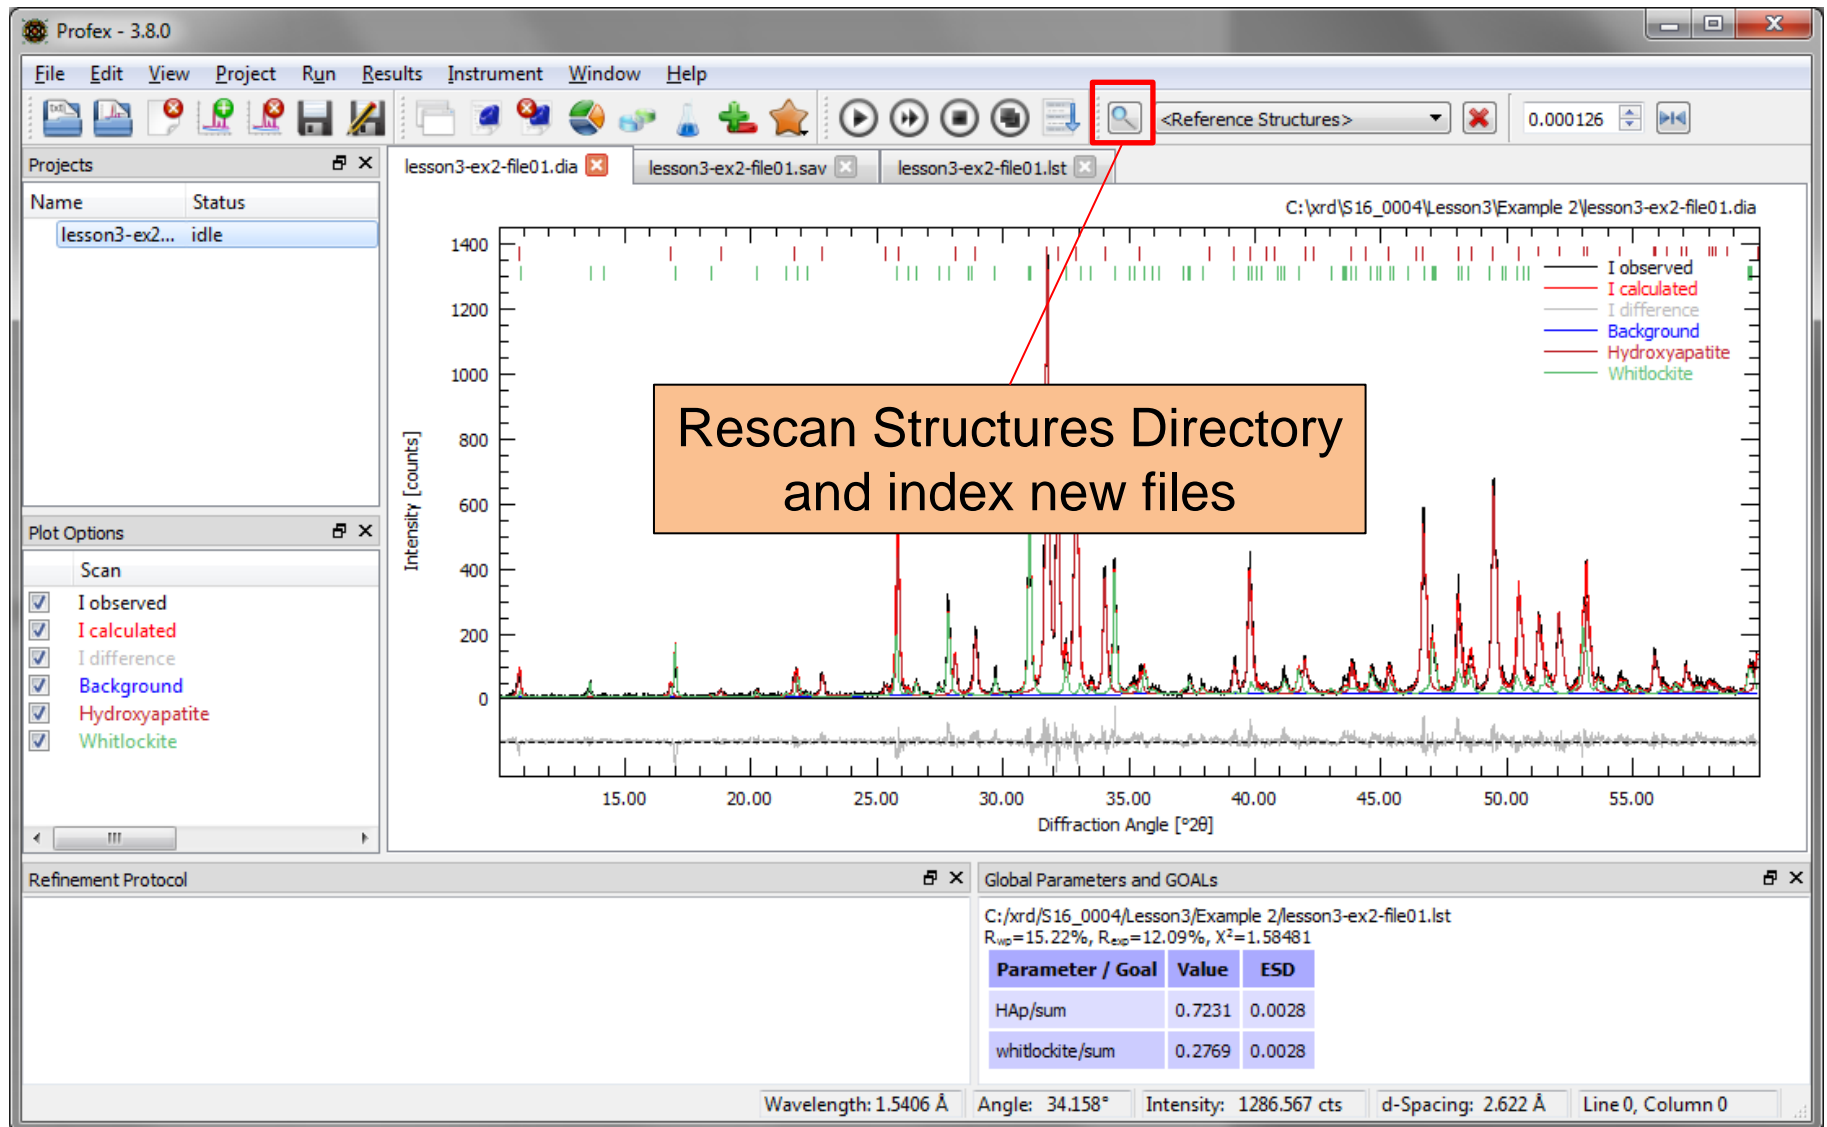 Profex - 3.8.0
File Edit View Project Run Results Instrument Window Help
<Reference Structures> 0.000126
Projects
Name Status
lesson3-ex2... idle
Plot Options
Scan
I observed
I calculated
I difference
Background
Hydroxyapatite
Whitlockite
lesson3-ex2-file01.dia lesson3-ex2-file01.sav lesson3-ex2-file01.lst
C:\xrd\S16_0004\Lesson3\Example 2\lesson3-ex2-file01.dia
I observed
I calculated
I difference
Background
Hydroxyapatite
Whitlockite
Intensity [counts]
1400
1200
1000
800
600
400
200
0
Rescan Structures Directory
and index new files
15.00 20.00 25.00 30.00 35.00 40.00 45.00 50.00 55.00
Diffraction Angle [°2θ]
Refinement Protocol
Global Parameters and GOALs
C:/xrd/S16_0004/Lesson3/Example 2/lesson3-ex2-file01.lst
Rwp=15.22%, Rexp=12.09%, X²=1.58481
Parameter / Goal Value ESD
HAp/sum 0.7231 0.0028
whitlockite/sum 0.2769 0.0028
Wavelength: 1.5406 Å Angle: 34.158° Intensity: 1286.567 cts d-Spacing: 2.622 Å Line 0, Column 0